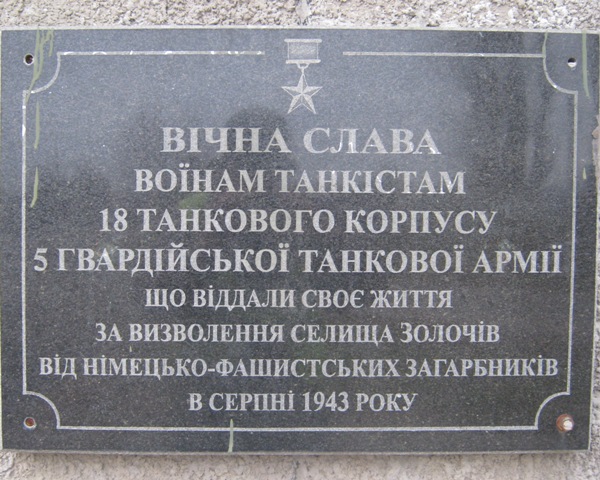 ВІЧНА СЛАВА
ВОЇНАМ ТАНКІСТАМ
18 ТАНКОВОГО КОРПУСУ
5 ГВАРДІЙСЬКОЇ ТАНКОВОЇ АРМІЇ
ЩО ВІДДАЛИ СВОЄ ЖИТТЯ
ЗА ВИЗВОЛЕННЯ СЕЛИЩА ЗОЛОЧІВ
ВІД НІМЕЦЬКО-ФАШИСТСЬКИХ ЗАГАРБНИКІВ
В СЕРПНІ 1943 РОКУ